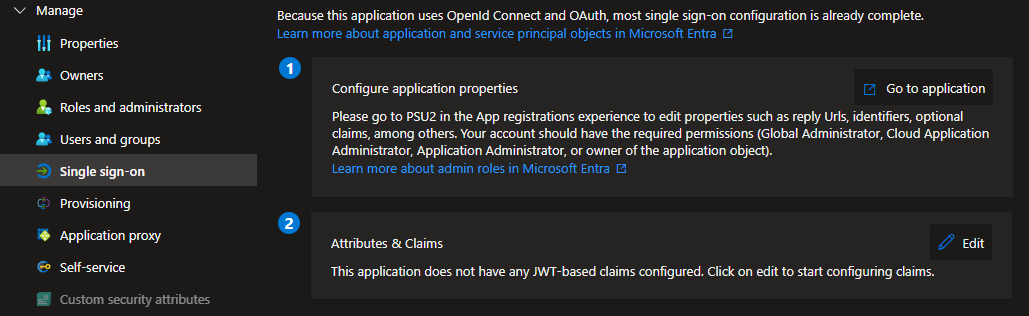 Manage
Properties
Owners
Roles and administrators
Users and groups
Single sign-on
Provisioning
Application proxy
Self-service
Custom security attributes
Because this application uses OpenId Connect and OAuth, most single sign-on configuration is already complete.
Learn more about application and service principal objects in Microsoft Entra
1
Configure application properties
Go to application
Please go to PSU2 in the App registrations experience to edit properties such as reply Urls, identifiers, optional
claims, among others. Your account should have the required permissions (Global Administrator, Cloud Application
Administrator, Application Administrator, or owner of the application object).
Learn more about admin roles in Microsoft Entra
2
Attributes & Claims
Edit
This application does not have any JWT-based claims configured. Click on edit to start configuring claims.